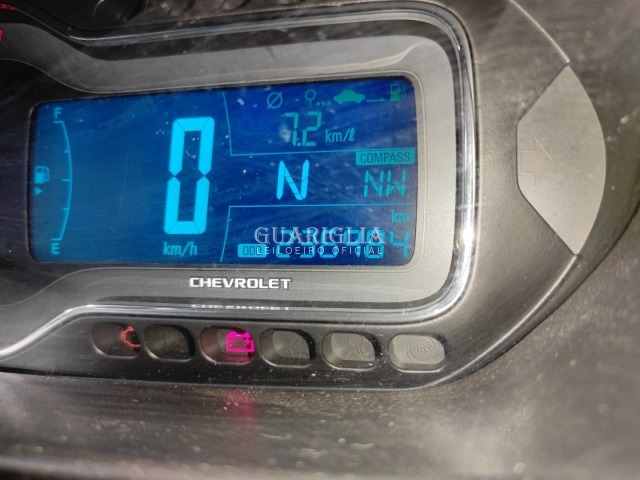 F
7.2 km/ℓ
COMPASS
0
N
NW
km
E
km/h
GUARIGLIA
LEILOEIRO OFICIAL
CHEVROLET